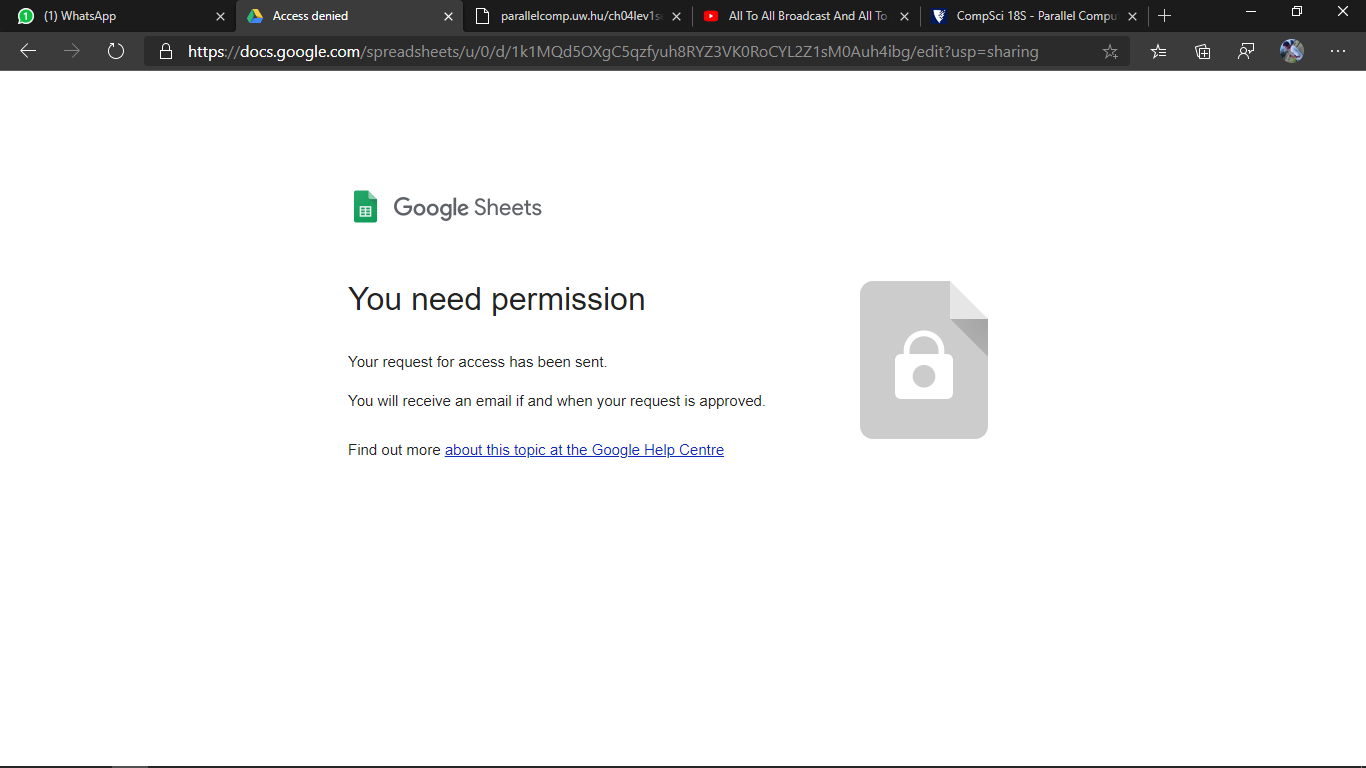 1 (1) WhatsApp
Access denied
parallelcomp.uw.hu/ch04lev1s
All To All Broadcast And All To
CompSci 18S - Parallel Compu
https://docs.google.com/spreadsheets/u/0/d/1k1MQd5OXgC5qzfyuh8RYZ3VK0RoCYL2Z1sM0Auh4ibg/edit?usp=sharing
Google Sheets
You need permission
Your request for access has been sent.
You will receive an email if and when your request is approved.
Find out more about this topic at the Google Help Centre